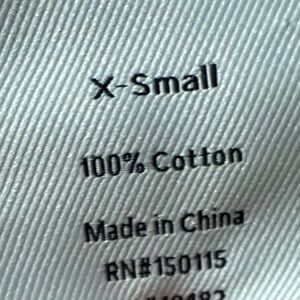 X-Small
100% Cotton
Made in China
RN#150115